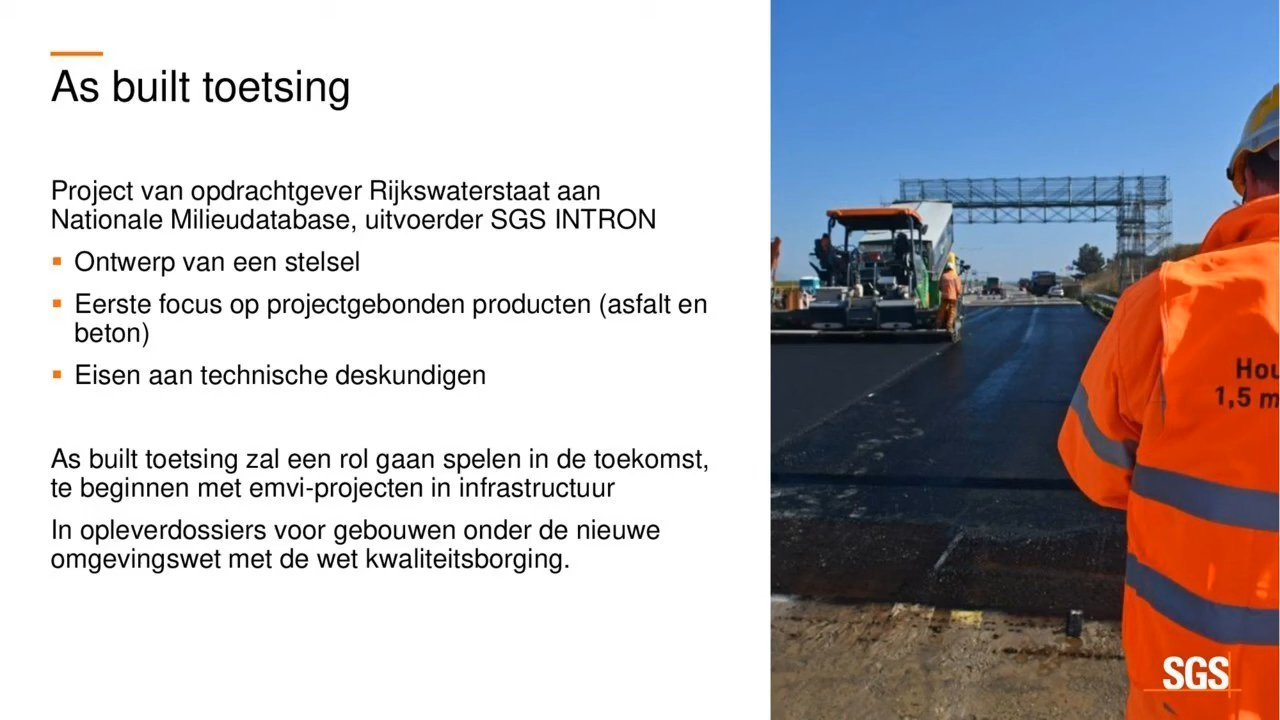 As built toetsing
Project van opdrachtgever Rijkswaterstaat aan
Nationale Milieudatabase, uitvoerder SGS INTRON
Ontwerp van een stelsel
Eerste focus op projectgebonden producten (asfalt en
beton)
Eisen aan technische deskundigen
As built toetsing zal een rol gaan spelen in de toekomst,
te beginnen met emvi-projecten in infrastructuur
In opleverdossiers voor gebouwen onder de nieuwe
omgevingswet met de wet kwaliteitsborging.
Hou
1,5 m
SGS